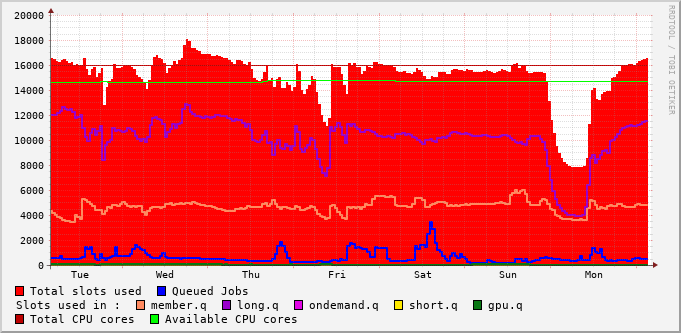 20000
18000
16000
14000
12000
10000
8000
6000
4000
2000
0
Tue Wed Thu Fri Sat Sun Mon
RRDTOOL / TOBI OETIKER
Total slots used Queued Jobs
Slots used in : member.q long.q ondemand.q short.q gpu.q
Total CPU cores Available CPU cores